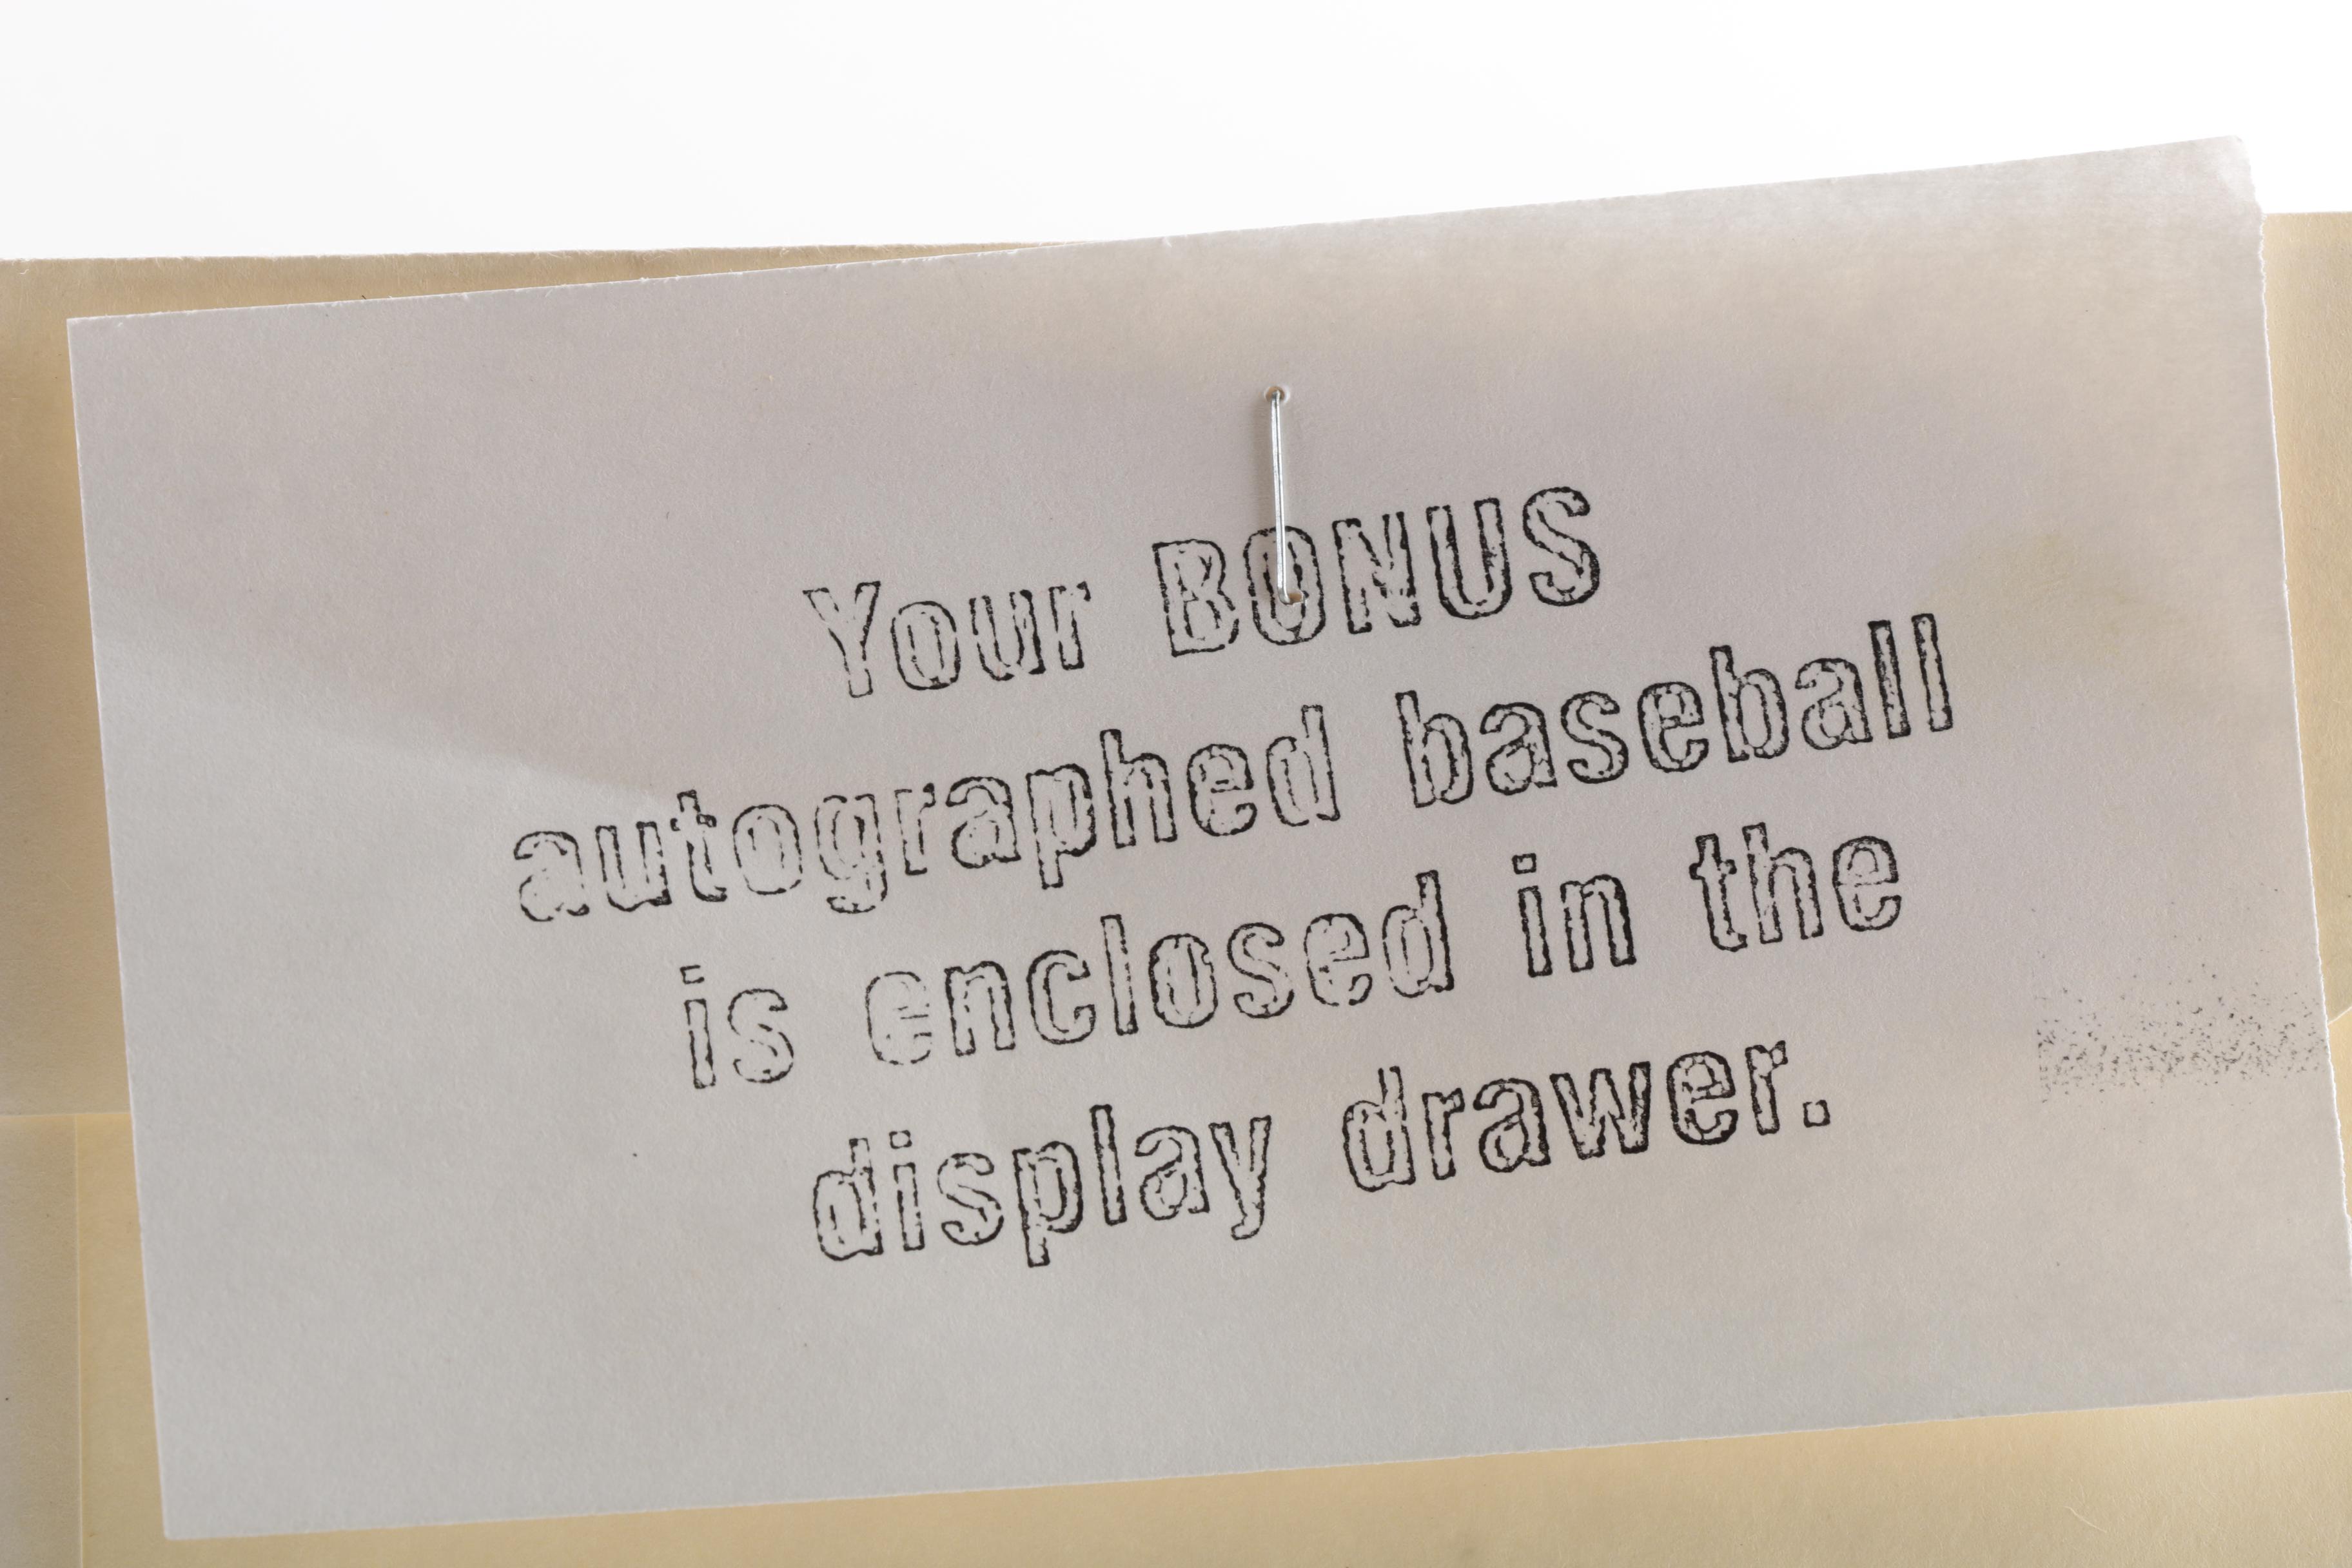 Your BONUS
autographed baseball
is enclosed in the
display drawer.